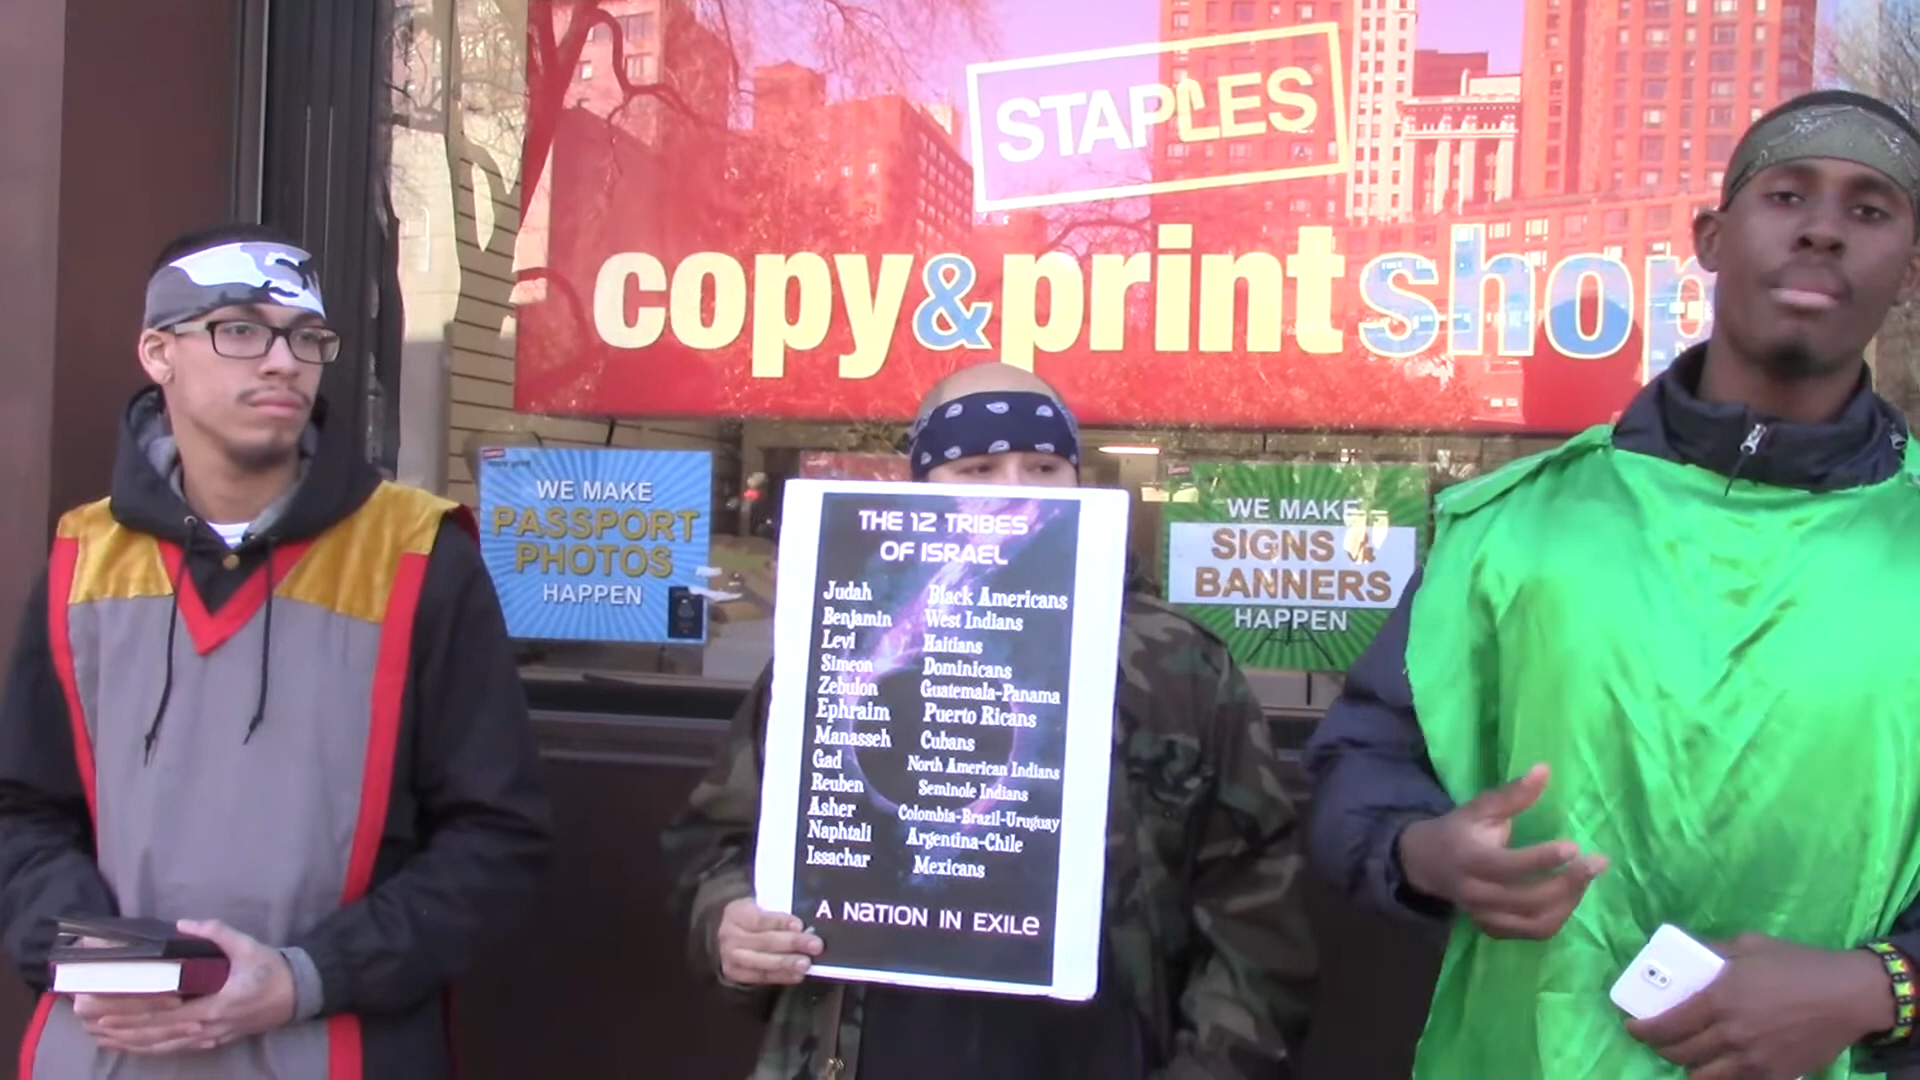 STAPLES
copy&print shop
WE MAKE
PASSPORT
PHOTOS
HAPPEN
WE MAKE
SIGNS &
BANNERS
HAPPEN
THE 12 TRIBES
OF ISRAEL
Judah Black Americans
Benjamin West Indians
Levi Haitians
Simeon Dominicans
Zebulon Guatemala-Panama
Ephraim Puerto Ricans
Manasseh Cubans
Gad North American Indians
Reuben Seminole Indians
Asher Colombia-Brazil-Uruguay
Naphtali Argentina-Chile
Issachar Mexicans
A NATION IN EXILE